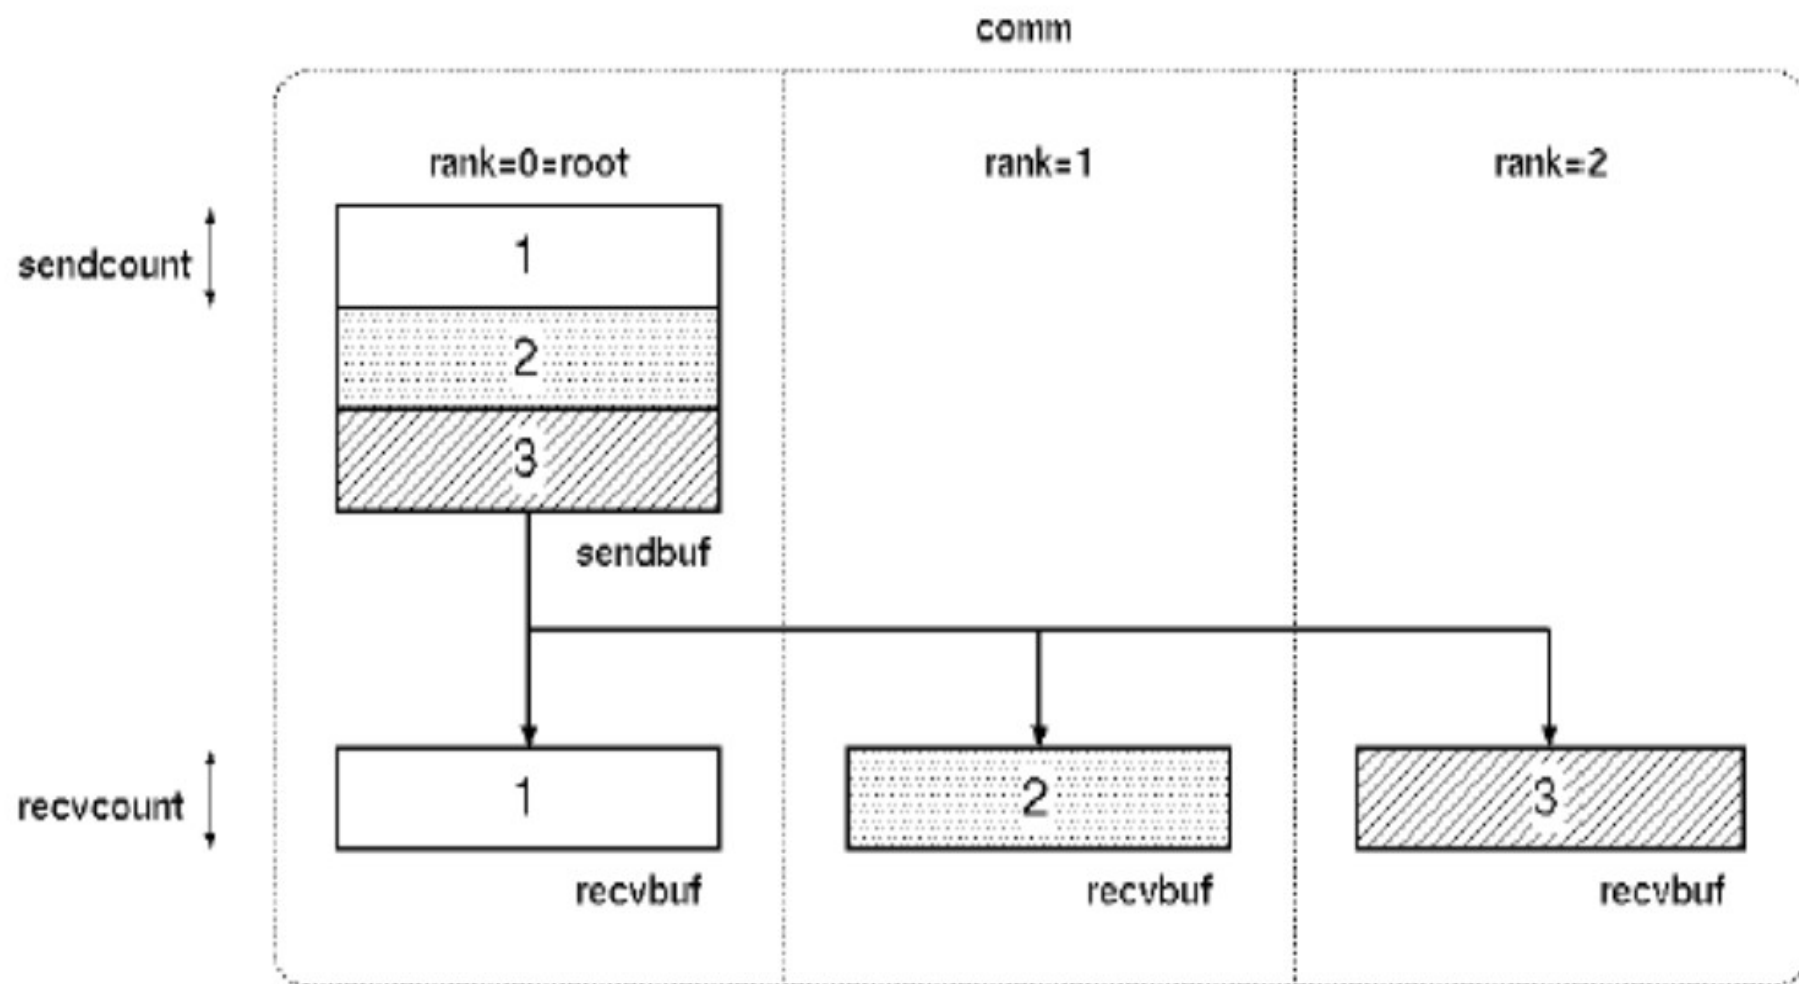 comm
rank=0=root
rank=1
rank=2
sendcount
1
2
3
sendbuf
recvcount
1
2
3
recvbuf
recvbuf
recvbuf